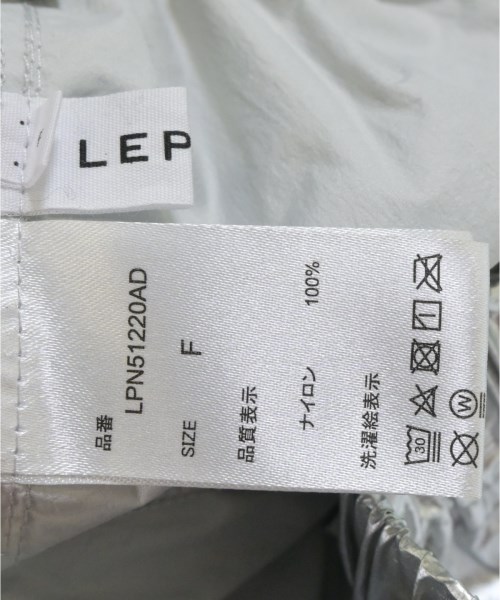 LEP
品番
LPN51220AD
SIZE
F
品質表示
ナイロン 100%
洗濯絵表示
30
W